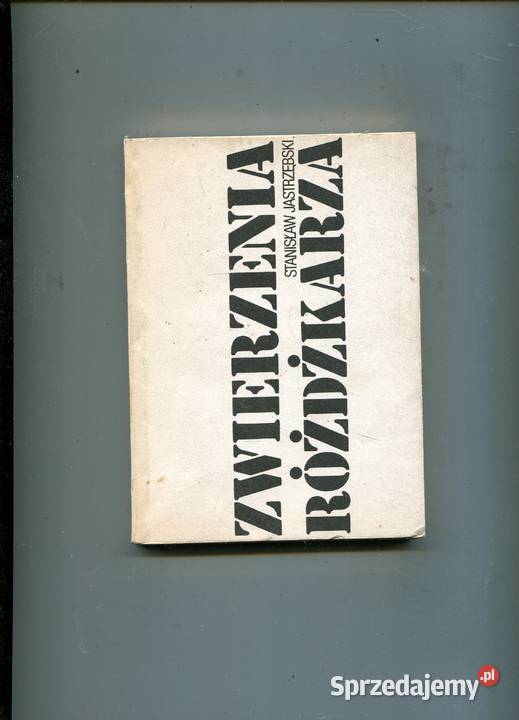 ZWIERZENIA
STANISŁAW JASTRZĘBSKI
RÓŻDŻKARZA
Sprzedajemy.pl